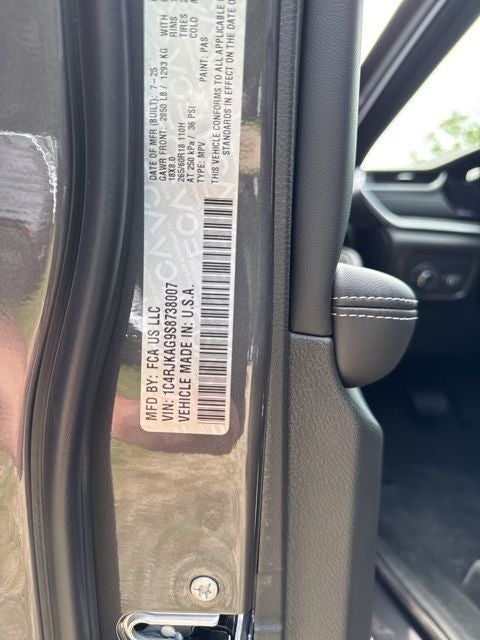 MFD BY: FCA US LLC
VIN: 1C4RJKAG9S8738007
VEHICLE MADE IN: U.S.A.
DATE OF MFR (BUILT): 7-25
GAWR FRONT: 2850 LB / 1293 KG WITH
18X8.0 RIMS
265/60R18 110H TIRES
AT 250 kPa / 36 PSI COLD
TYPE: MPV PAINT: PAS
THIS VEHICLE CONFORMS TO ALL APPLICABLE
STANDARDS IN EFFECT ON THE DATE OF